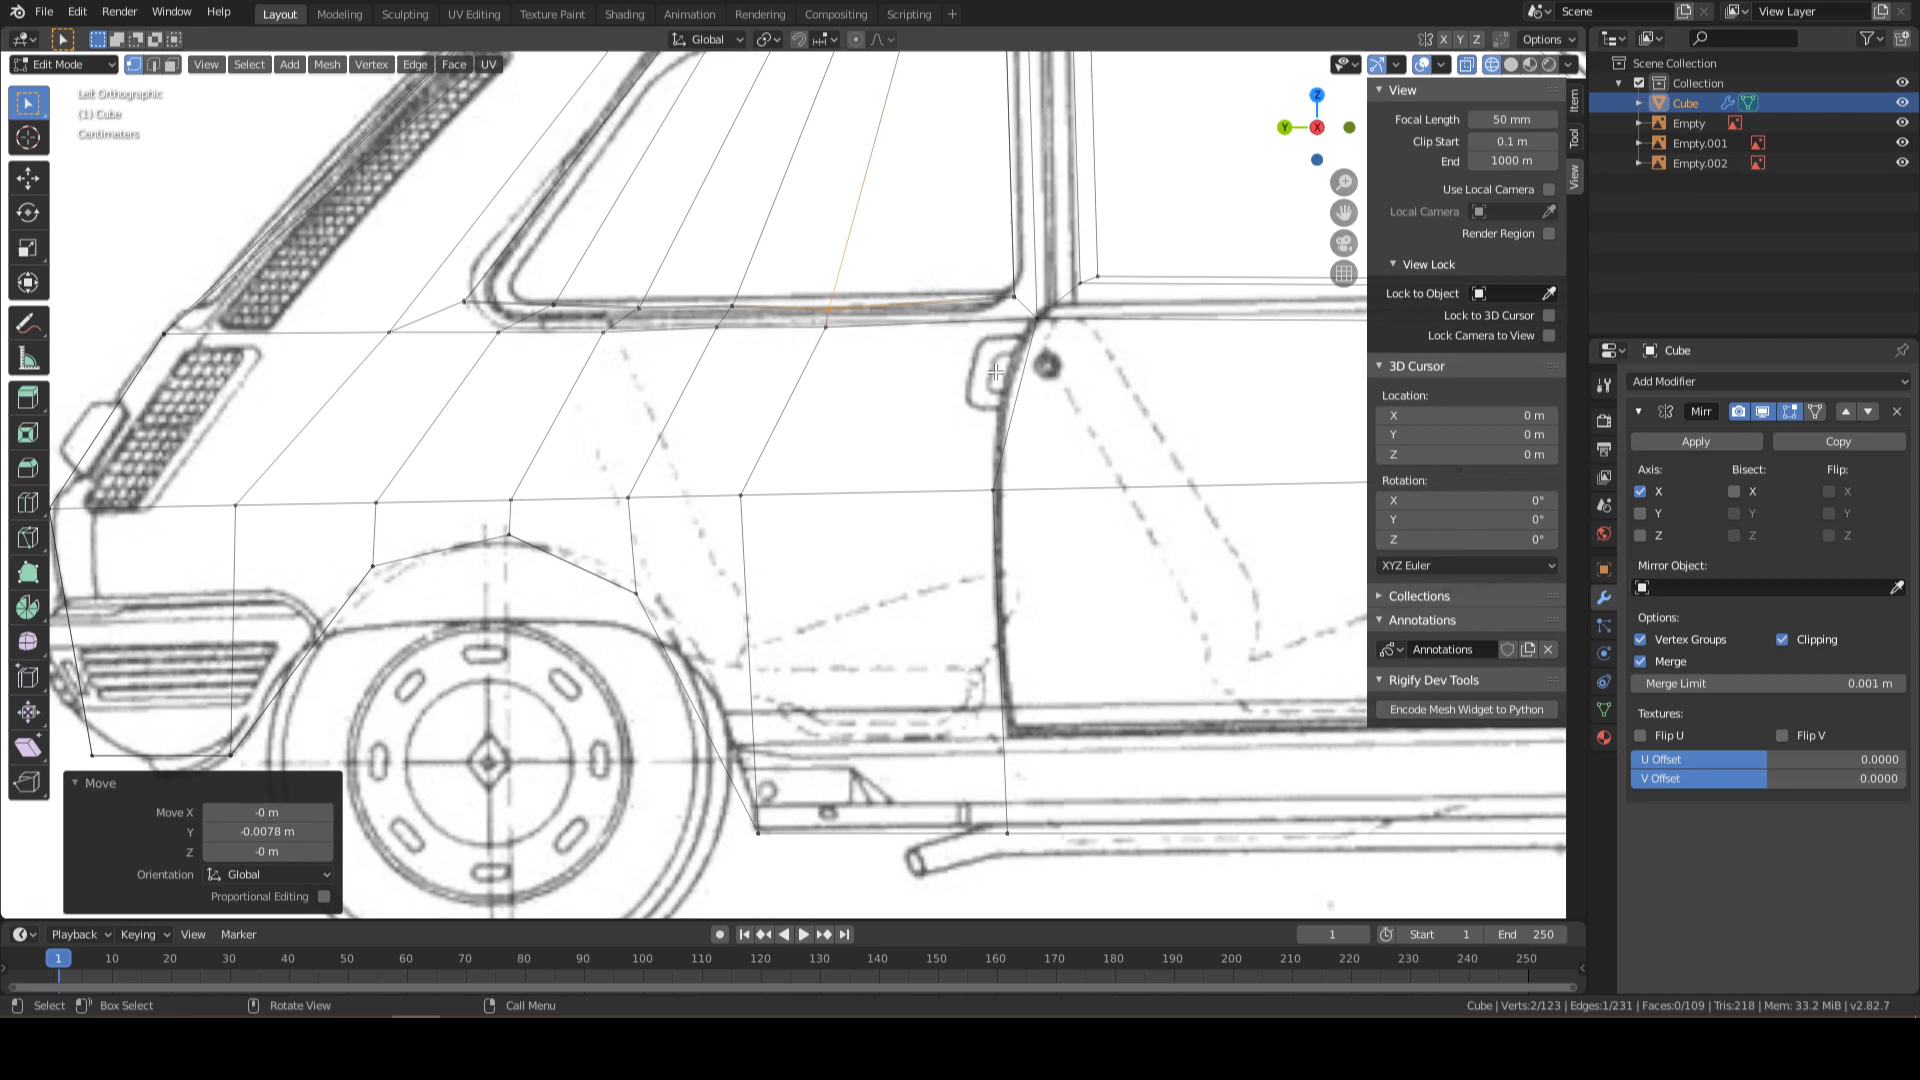 File Edit Render Window Help Layout Modeling Sculpting UV Editing Texture Paint Shading Animation Rendering Compositing Scripting + Scene View Layer
Global X Y Z Options
Edit Mode View Select Add Mesh Vertex Edge Face UV
Left Orthographic
(1) Cube
Centimeters
Z
Y
X
Item
Tool
View
View
Focal Length 50 mm
Clip Start 0.1 m
End 1000 m
Use Local Camera
Local Camera
Render Region
View Lock
Lock to Object
Lock to 3D Cursor
Lock Camera to View
3D Cursor
Location:
X 0 m
Y 0 m
Z 0 m
Rotation:
X 0°
Y 0°
Z 0°
XYZ Euler
Collections
Annotations
Annotations
Rigify Dev Tools
Encode Mesh Widget to Python
Scene Collection
Collection
Cube
Empty
Empty.001
Empty.002
Cube
Add Modifier
Mirr
Apply Copy
Axis: Bisect: Flip:
X X X
Y Y Y
Z Z Z
Mirror Object:
Options:
Vertex Groups Clipping
Merge
Merge Limit 0.001 m
Textures:
Flip U Flip V
U Offset 0.0000
V Offset 0.0000
Move
Move X -0 m
Y -0.0078 m
Z -0 m
Orientation Global
Proportional Editing
Playback Keying View Marker 1 Start 1 End 250
1 10 20 30 40 50 60 70 80 90 100 110 120 130 140 150 160 170 180 190 200 210 220 230 240 250
Select Box Select Rotate View Call Menu Cube | Verts:2/123 | Edges:1/231 | Faces:0/109 | Tris:218 | Mem: 33.2 MiB | v2.82.7